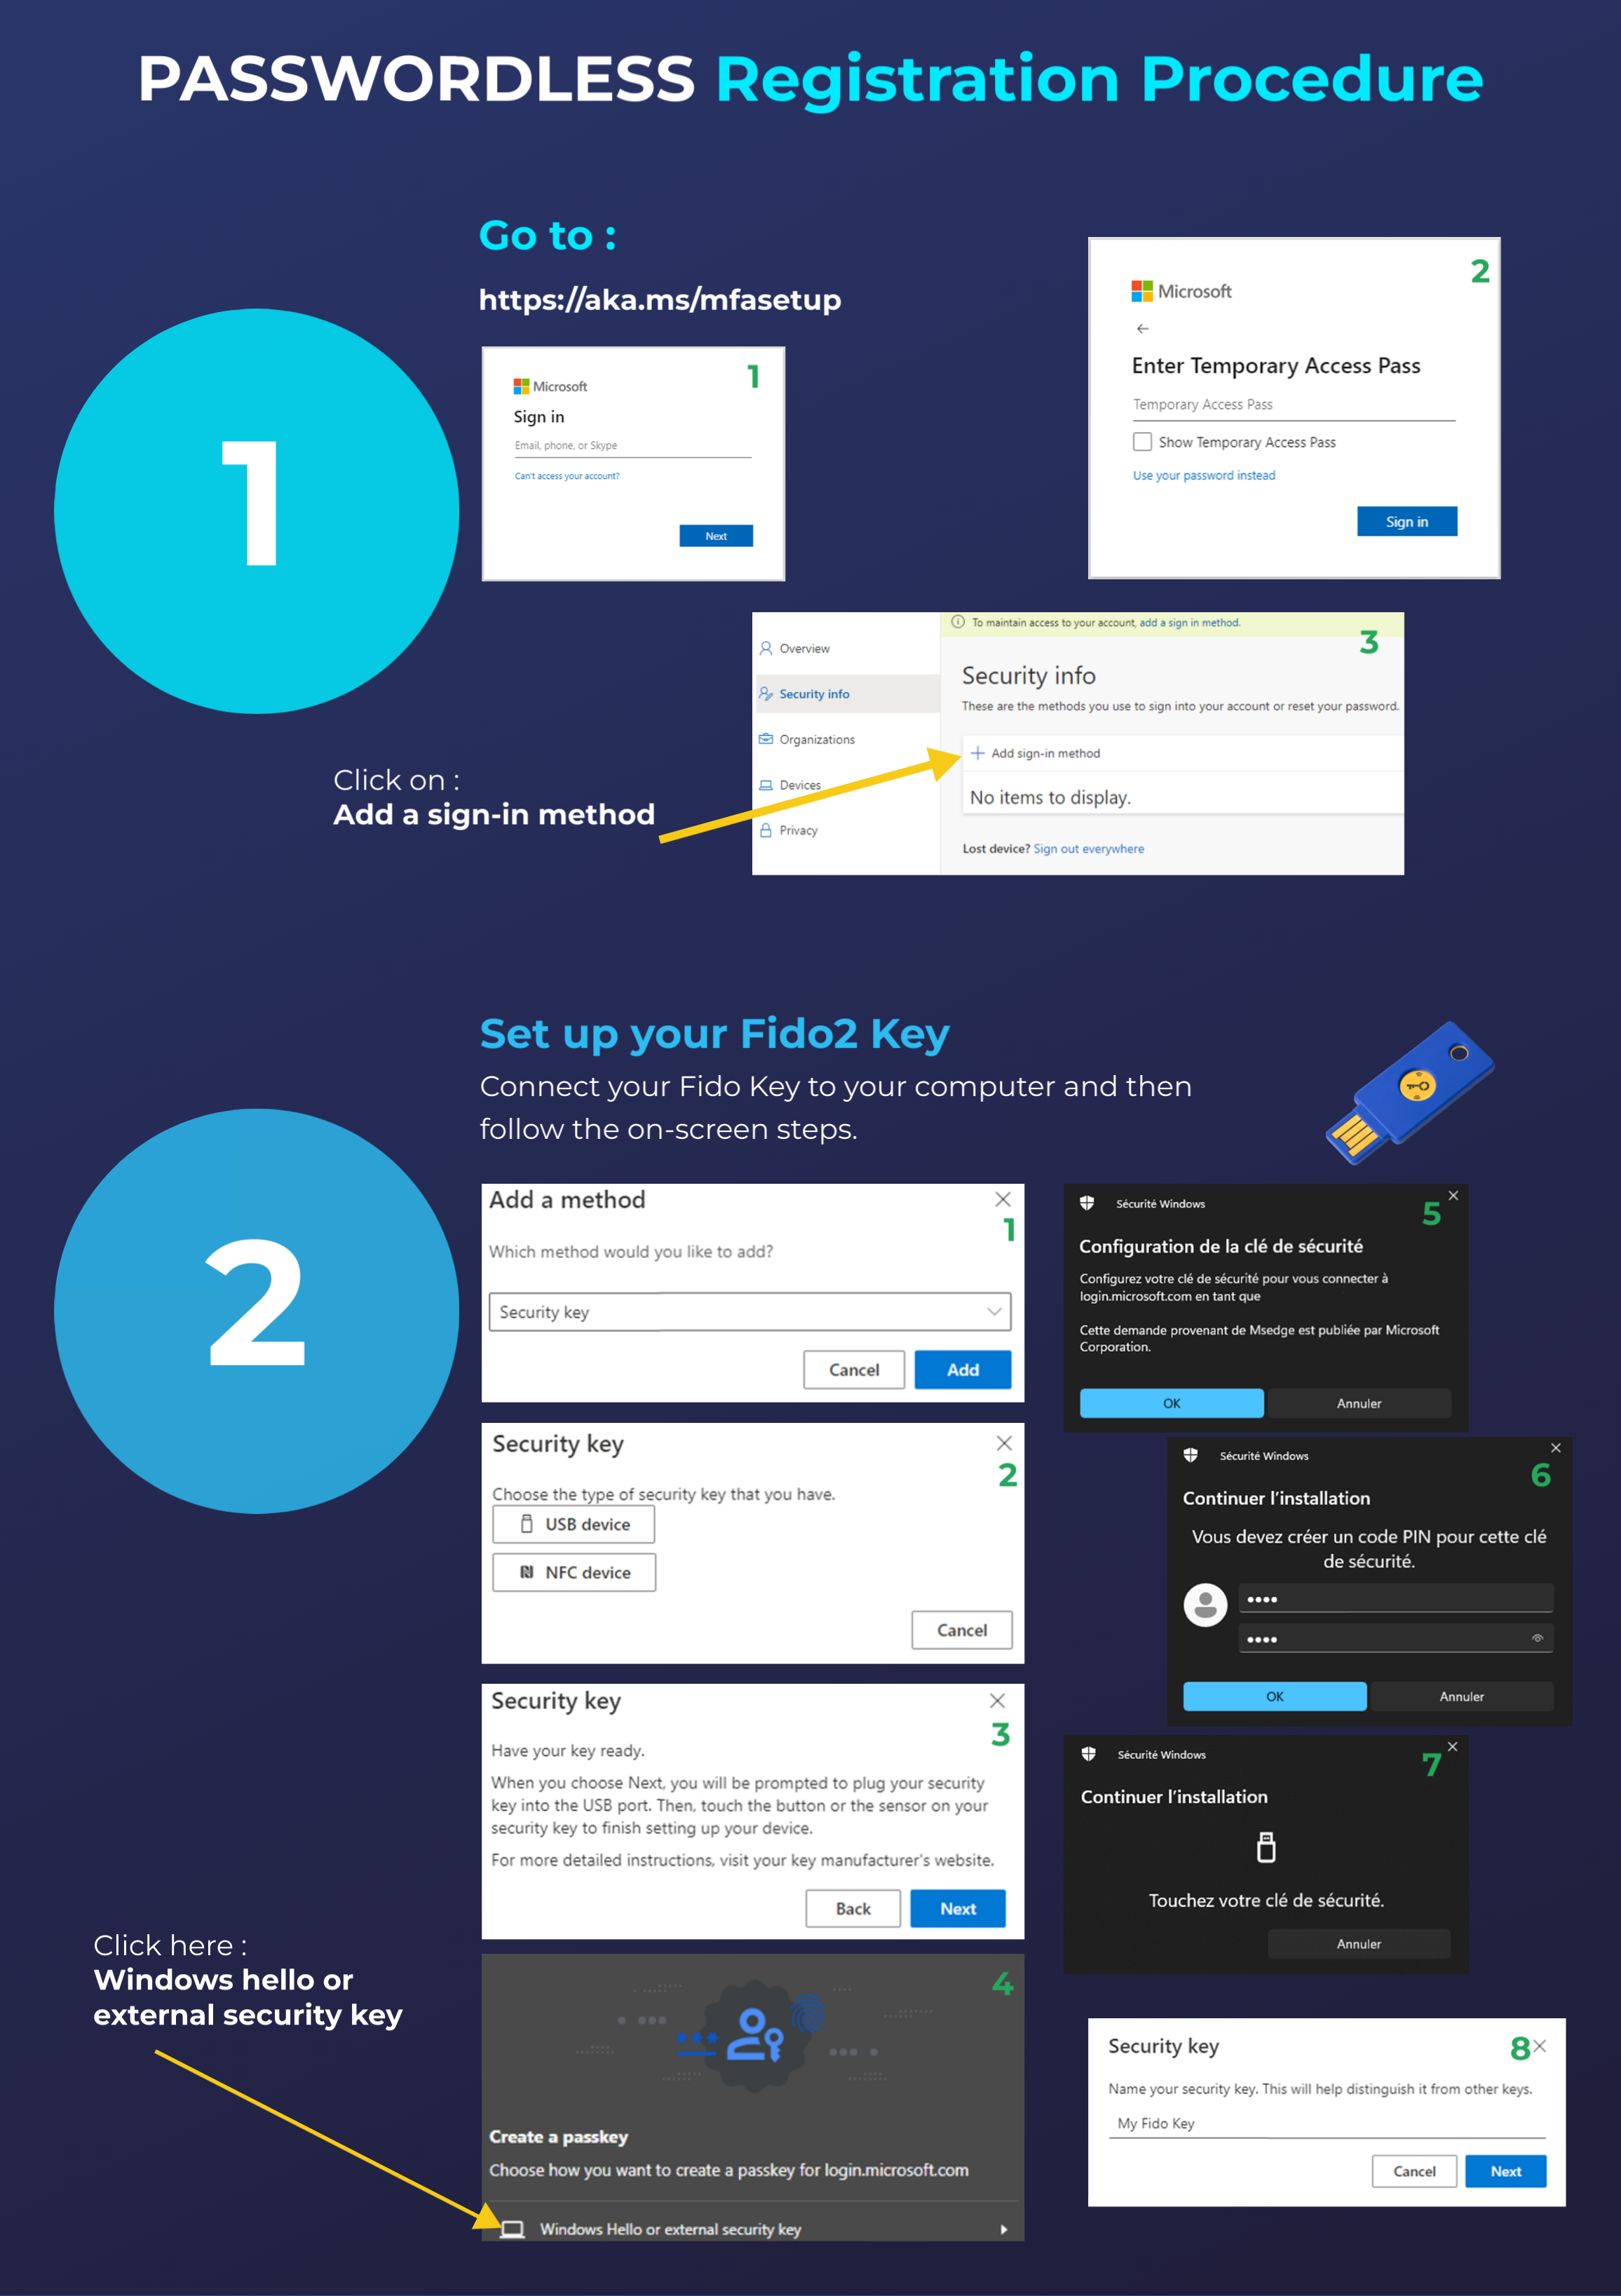 PASSWORDLESS Registration Procedure
1
Go to :
https://aka.ms/mfasetup
1
Microsoft
Sign in
Email, phone, or Skype
Can't access your account?
Next
2
Microsoft
Enter Temporary Access Pass
Temporary Access Pass
Show Temporary Access Pass
Use your password instead
Sign in
Click on :
Add a sign-in method
3
Overview
Security info
Organizations
Devices
Privacy
To maintain access to your account, add a sign in method.
Security info
These are the methods you use to sign into your account or reset your password.
Add sign-in method
No items to display.
Lost device? Sign out everywhere
2
Set up your Fido2 Key
Connect your Fido Key to your computer and then
follow the on-screen steps.
Add a method
1
Which method would you like to add?
Security key
Cancel
Add
Security key
2
Choose the type of security key that you have.
USB device
NFC device
Cancel
Security key
3
Have your key ready.
When you choose Next, you will be prompted to plug your security
key into the USB port. Then, touch the button or the sensor on your
security key to finish setting up your device.
For more detailed instructions, visit your key manufacturer's website.
Back
Next
Click here :
Windows hello or
external security key
4
***
Create a passkey
Choose how you want to create a passkey for login.microsoft.com
Windows Hello or external security key
Sécurité Windows
5
Configuration de la clé de sécurité
Configurez votre clé de sécurité pour vous connecter à
login.microsoft.com en tant que
Cette demande provenant de Msedge est publiée par Microsoft
Corporation.
OK
Annuler
Sécurité Windows
6
Continuer l'installation
Vous devez créer un code PIN pour cette clé
de sécurité.
••••
••••
OK
Annuler
Sécurité Windows
7
Continuer l'installation
Touchez votre clé de sécurité.
Annuler
Security key
8
Name your security key. This will help distinguish it from other keys.
My Fido Key
Cancel
Next